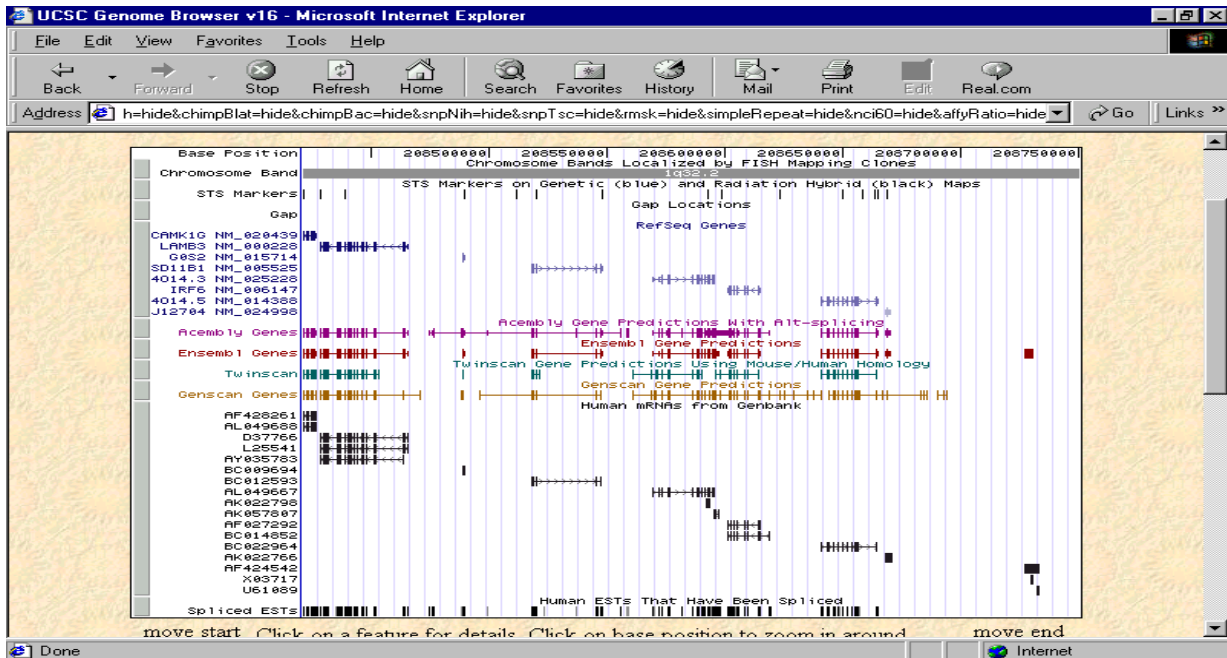 UCSC Genome Browser v16 - Microsoft Internet Explorer
File Edit View Favorites Tools Help
Back Forward Stop Refresh Home Search Favorites History Mail Print Edit Real.com
Address h=hide&chimpBlat=hide&chimpBac=hide&snpNih=hide&snpTsc=hide&rmsk=hide&simpleRepeat=hide&nci60=hide&affyRatio=hide Go Links »
Base Position | 208500000| 208550000| 208600000| 208650000| 208700000| 208750000|
Chromosome Bands Localized by FISH Mapping Clones
Chromosome Band 1q32.2
STS Markers on Genetic (blue) and Radiation Hybrid (black) Maps
STS Markers
Gap Locations
Gap
RefSeq Genes
CAMK1G NM_020439
LAMB3 NM_000228
G0S2 NM_015714
SD11B1 NM_005525
4O14.3 NM_025228
IRF6 NM_006147
4O14.5 NM_014388
J12704 NM_024998
Acembly Gene Predictions With Alt-splicing
Acembly Genes
Ensembl Gene Predictions
Ensembl Genes
Twinscan Gene Predictions Using Mouse/Human Homology
Twinscan
Genscan Gene Predictions
Genscan Genes
Human mRNAs from Genbank
AF428261
AL049688
D37766
L25541
AY035783
BC009694
BC012593
AL049667
AK022798
AK057807
AF027292
BC014852
BC022964
AK022766
AF424542
X03717
U61089
Human ESTs That Have Been Spliced
Spliced ESTs
move start Click on a feature for details. Click on base position to zoom in around move end
Done Internet